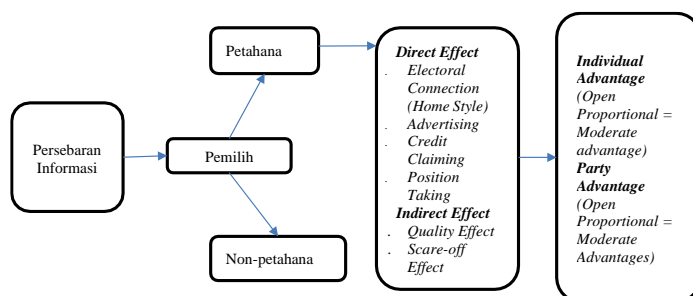 Persebaran
Informasi
Pemilih
Petahana
Non-petahana
Direct Effect
. Electoral
Connection
(Home Style)
. Advertising
. Credit
Claiming
. Position
Taking
Indirect Effect
. Quality Effect
. Scare-off
Effect
Individual
Advantage
(Open
Proportional =
Moderate
advantage)
Party
Advantage
(Open
Proportional =
Moderate
Advantages)